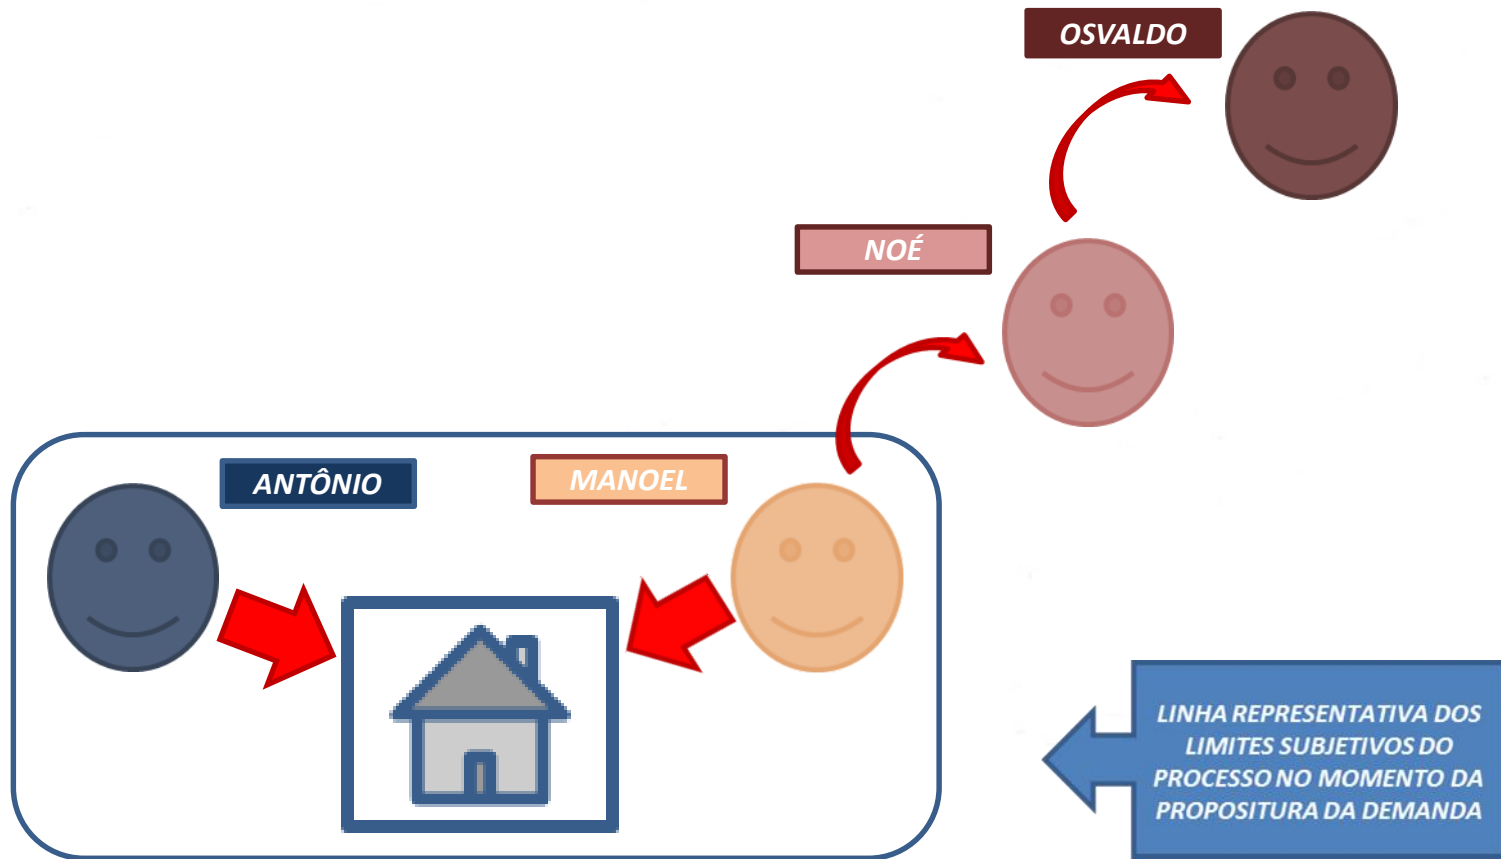 OSVALDO
NOÉ
ANTÔNIO
MANOEL
LINHA REPRESENTATIVA DOS
LIMITES SUBJETIVOS DO
PROCESSO NO MOMENTO DA
PROPOSITURA DA DEMANDA